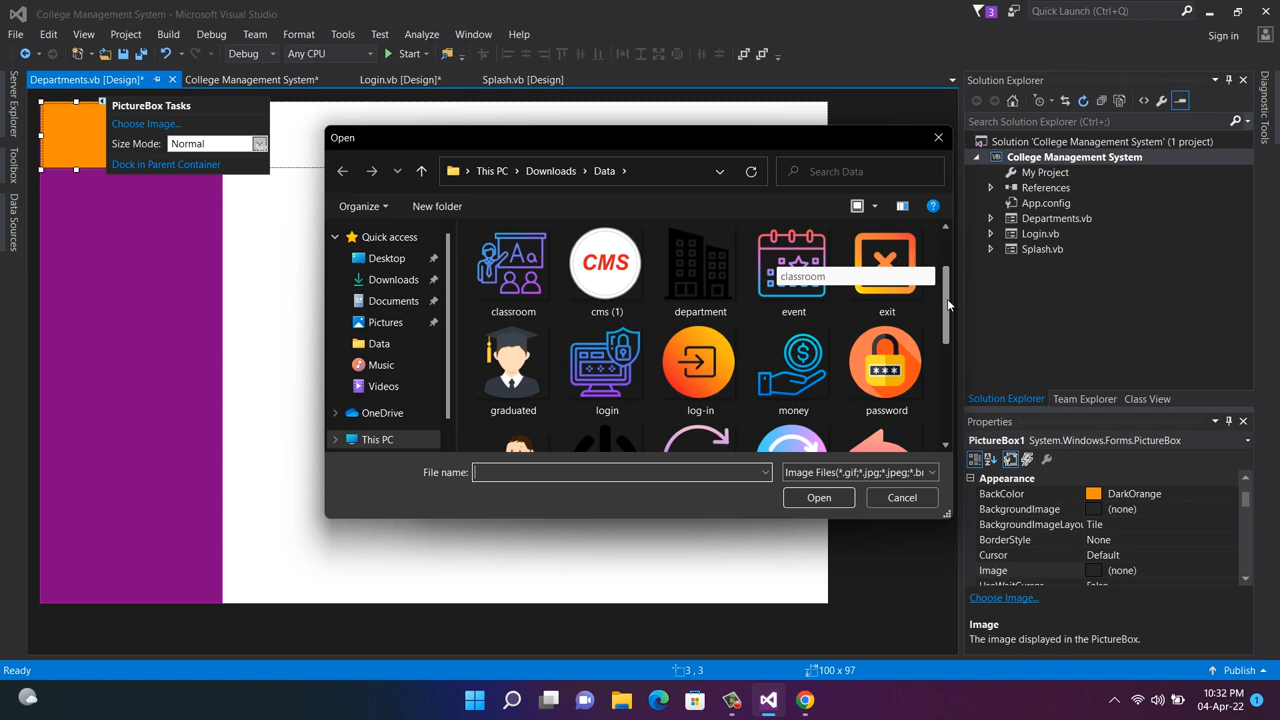 College Management System - Microsoft Visual Studio
3
Quick Launch (Ctrl+Q)
File Edit View Project Build Debug Team Format Tools Test Analyze Window Help
Sign in
Debug Any CPU Start
Departments.vb [Design]* College Management System* Login.vb [Design]* Splash.vb [Design]
Server Explorer
Toolbox
Data Sources
PictureBox Tasks
Choose Image...
Size Mode: Normal
Dock in Parent Container
Open
This PC Downloads Data
Search Data
Organize New folder
Quick access
Desktop
Downloads
Documents
Pictures
Data
Music
Videos
OneDrive
This PC
CMS
classroom
classroom cms (1) department event exit
graduated login log-in money password
File name: Image Files(*.gif;*.jpg;*.jpeg;*.br
Open Cancel
Solution Explorer
Search Solution Explorer (Ctrl+;)
Solution 'College Management System' (1 project)
VB College Management System
My Project
References
App.config
Departments.vb
Login.vb
Splash.vb
Solution Explorer Team Explorer Class View
Properties
PictureBox1 System.Windows.Forms.PictureBox
Appearance
BackColor DarkOrange
BackgroundImage (none)
BackgroundImageLayou Tile
BorderStyle None
Cursor Default
Image (none)
UseWaitCursor False
Choose Image...
Image
The image displayed in the PictureBox.
Ready 3 , 3 100 x 97 Publish
10:32 PM
04-Apr-22
1